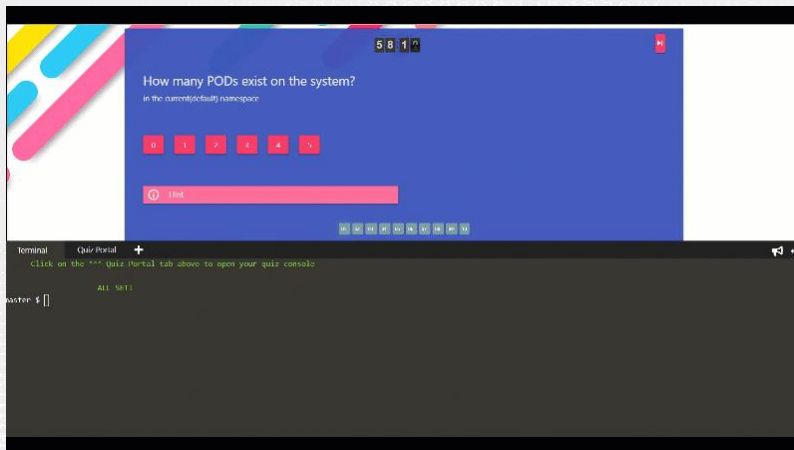 58 1
How many PODs exist on the system?
in the current(default) namespace
0 1 2 3 4 5
Hint
Terminal Quiz Portal +
Click on the ^^^ Quiz Portal tab above to open your quiz console
ALL SET!
master $